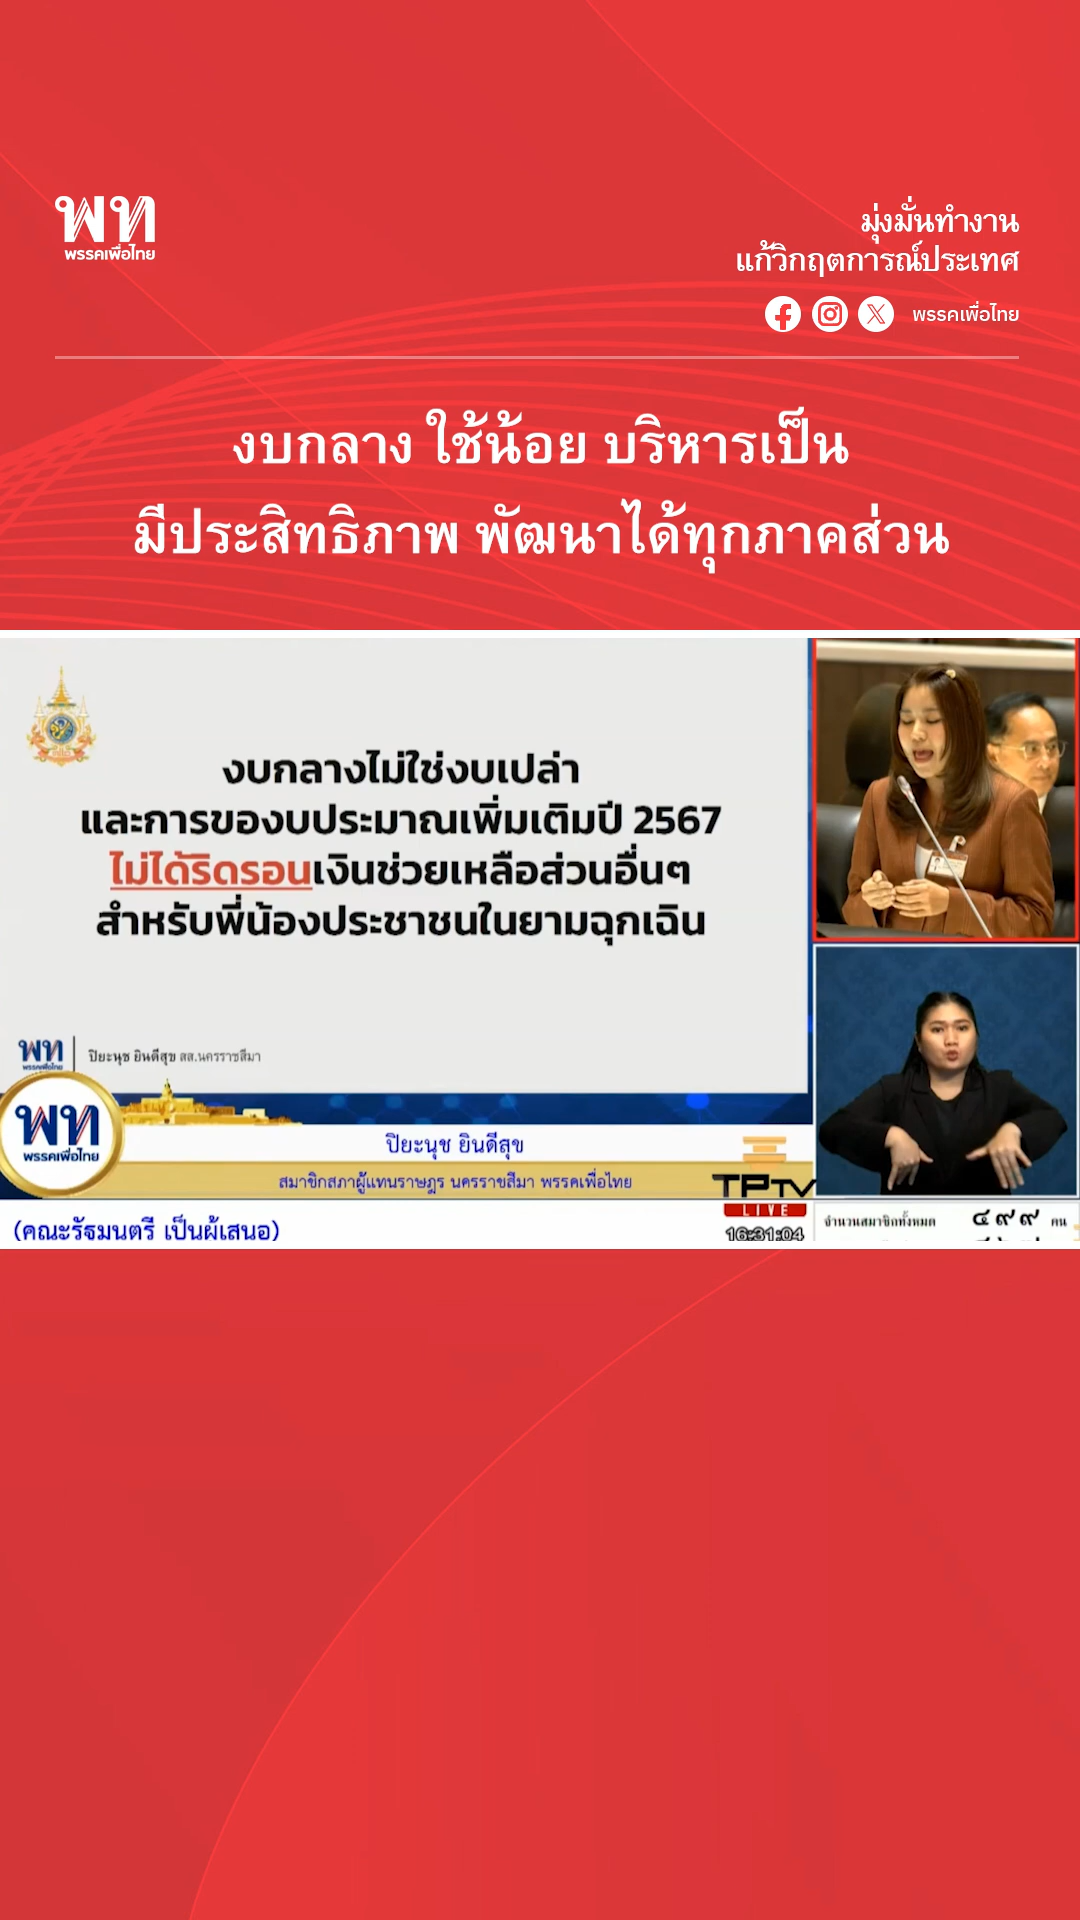 พท
พรรคเพื่อไทย
มุ่งมั่นทำงาน
แก้วิกฤตการณ์ประเทศ
พรรคเพื่อไทย
งบกลาง ใช้น้อย บริหารเป็น
มีประสิทธิภาพ พัฒนาได้ทุกภาคส่วน
งบกลางไม่ใช่งบเปล่า
และการของบประมาณเพิ่มเติมปี 2567
ไม่ได้ริดรอนเงินช่วยเหลือส่วนอื่นๆ
สำหรับพี่น้องประชาชนในยามฉุกเฉิน
พท
พรรคเพื่อไทย
ปิยะนุช ยินดีสุข สส.นครราชสีมา
พท
พรรคเพื่อไทย
ปิยะนุช ยินดีสุข
สมาชิกสภาผู้แทนราษฎร นครราชสีมา พรรคเพื่อไทย
TPTV
LIVE
16:31:04
(คณะรัฐมนตรี เป็นผู้เสนอ)
จำนวนสมาชิกทั้งหมด ๔๙๙ คน